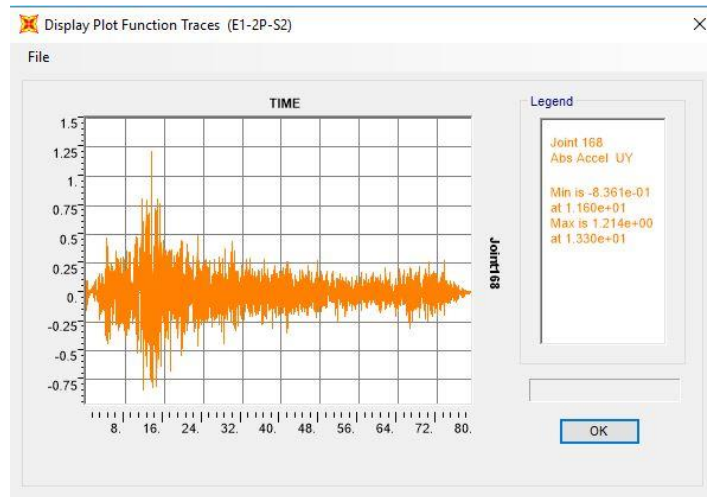 Display Plot Function Traces (E1-2P-S2)
File
TIME
1.5
1.25
1.
0.75
0.5
0.25
0.
-0.25
-0.5
-0.75
8. 16. 24. 32. 40. 48. 56. 64. 72. 80.
Joint168
Legend
Joint 168
Abs Accel UY
Min is -8.361e-01
at 1.160e+01
Max is 1.214e+00
at 1.330e+01
OK